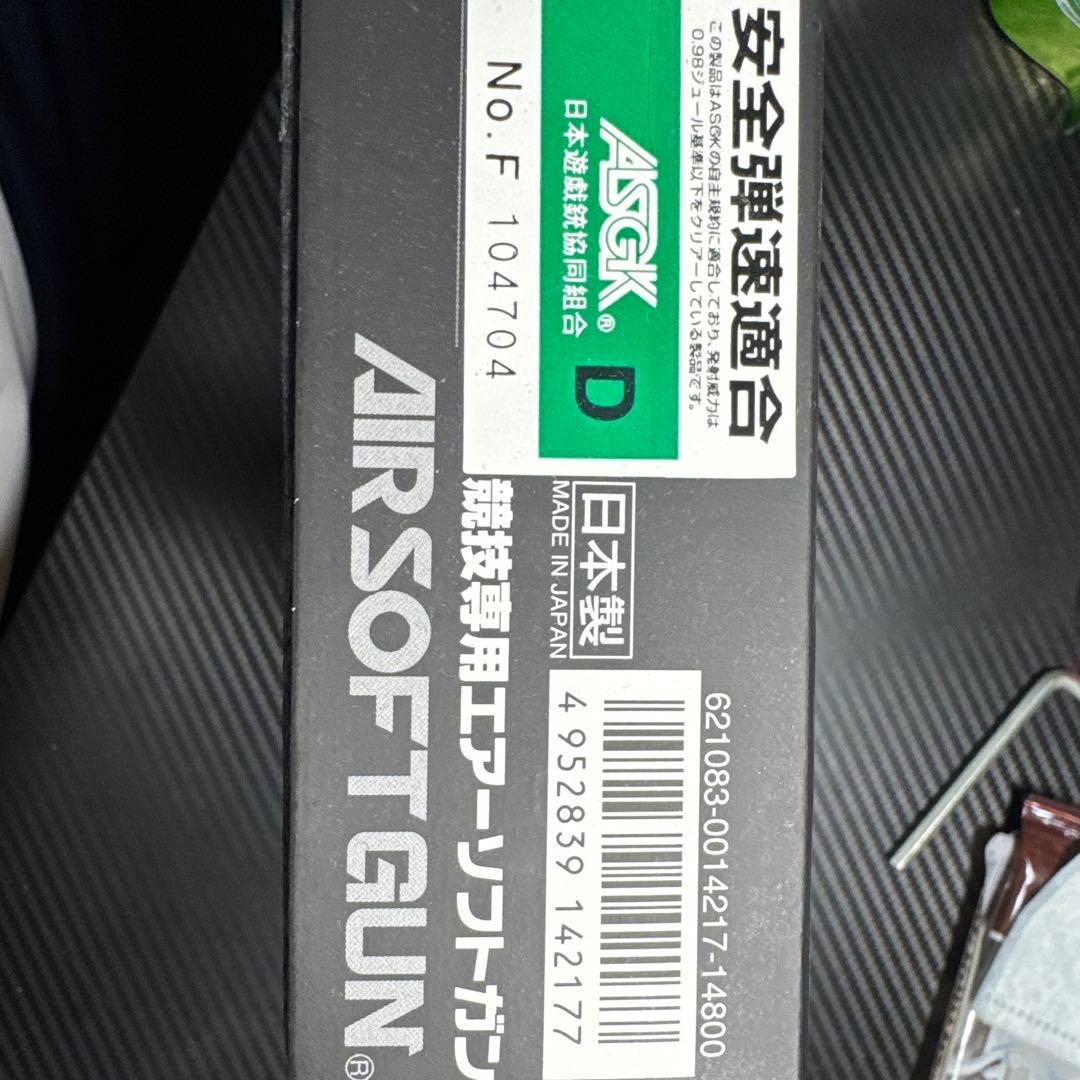 安全弾速適合
この製品はASGKの自主規約に適合しており、発射威力は
0.98ジュール基準以下をクリアーしている製品です。
ASGK®
日本遊戯銃協同組合
D
No. F 104704
日本製
MADE IN JAPAN
621083-0014217-14800
4 952839 142177
競技専用エアーソフトガン
AIRSOFT GUN®